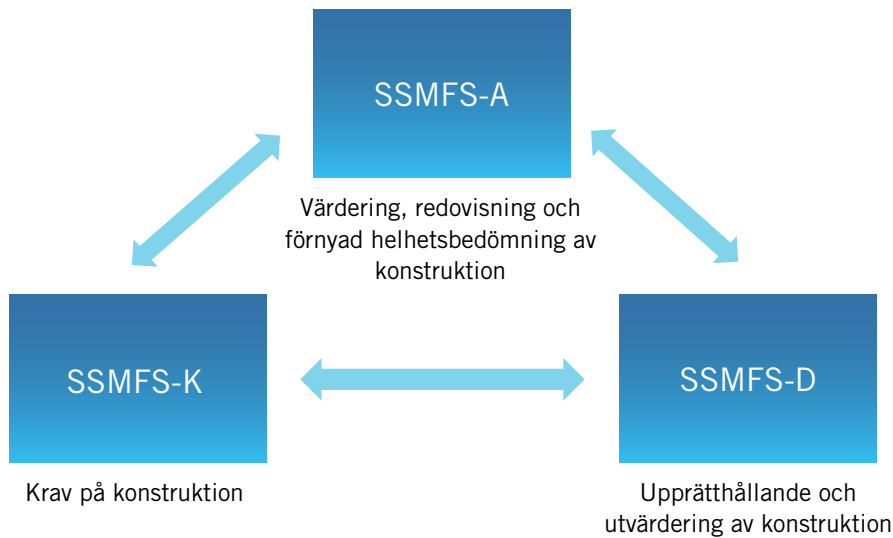 SSMFS-A
Värdering, redovisning och
förnyad helhetsbedömning av
konstruktion
SSMFS-K
Krav på konstruktion
SSMFS-D
Upprätthållande och
utvärdering av konstruktion